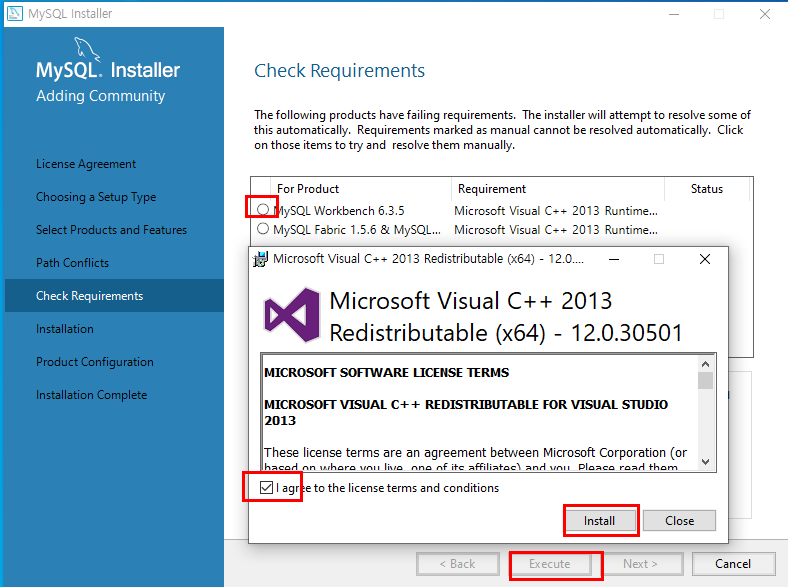 MySQL Installer
MySQL. Installer
Adding Community
License Agreement
Choosing a Setup Type
Select Products and Features
Path Conflicts
Check Requirements
Installation
Product Configuration
Installation Complete
Check Requirements
The following products have failing requirements. The installer will attempt to resolve some of
this automatically. Requirements marked as manual cannot be resolved automatically. Click
on those items to try and resolve them manually.
For Product Requirement Status
MySQL Workbench 6.3.5 Microsoft Visual C++ 2013 Runtime...
MySQL Fabric 1.5.6 & MySQL... Microsoft Visual C++ 2013 Runtime...
Microsoft Visual C++ 2013 Redistributable (x64) - 12.0....
Microsoft Visual C++ 2013
Redistributable (x64) - 12.0.30501
MICROSOFT SOFTWARE LICENSE TERMS
MICROSOFT VISUAL C++ REDISTRIBUTABLE FOR VISUAL STUDIO
2013
These license terms are an agreement between Microsoft Corporation (or
based on where you live, one of its affiliates) and you. Please read them.
I agree to the license terms and conditions
Install Close
< Back Execute Next > Cancel